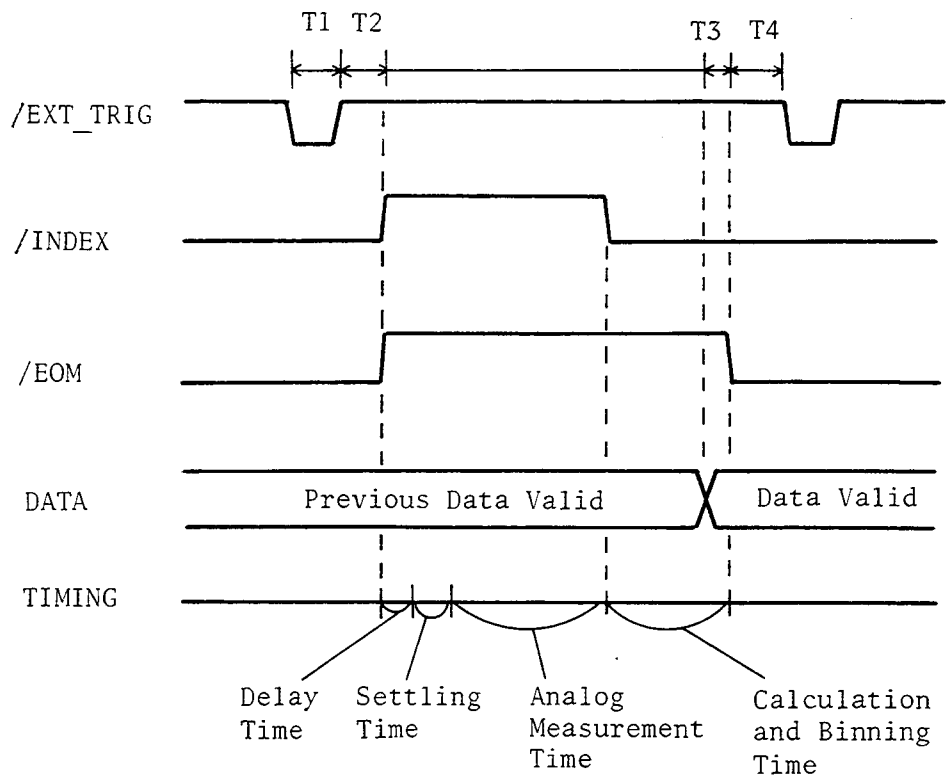 T1 T2 T3 T4
/EXT_TRIG
/INDEX
/EOM
DATA Previous Data Valid Data Valid
TIMING
Delay Time
Settling Time
Analog Measurement Time
Calculation and Binning Time